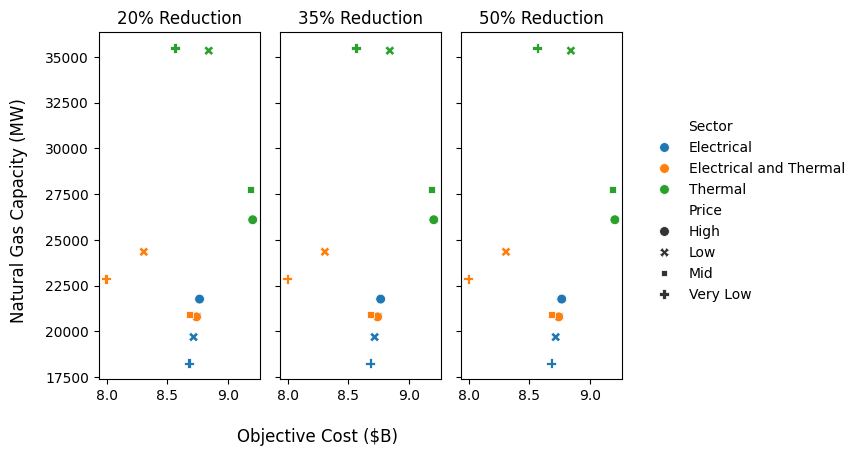 20% Reduction
35% Reduction
50% Reduction
Natural Gas Capacity (MW)
35000
32500
30000
27500
25000
22500
20000
17500
8.0 8.5 9.0
8.0 8.5 9.0
8.0 8.5 9.0
Objective Cost ($B)
Sector
Electrical
Electrical and Thermal
Thermal
Price
High
Low
Mid
Very Low